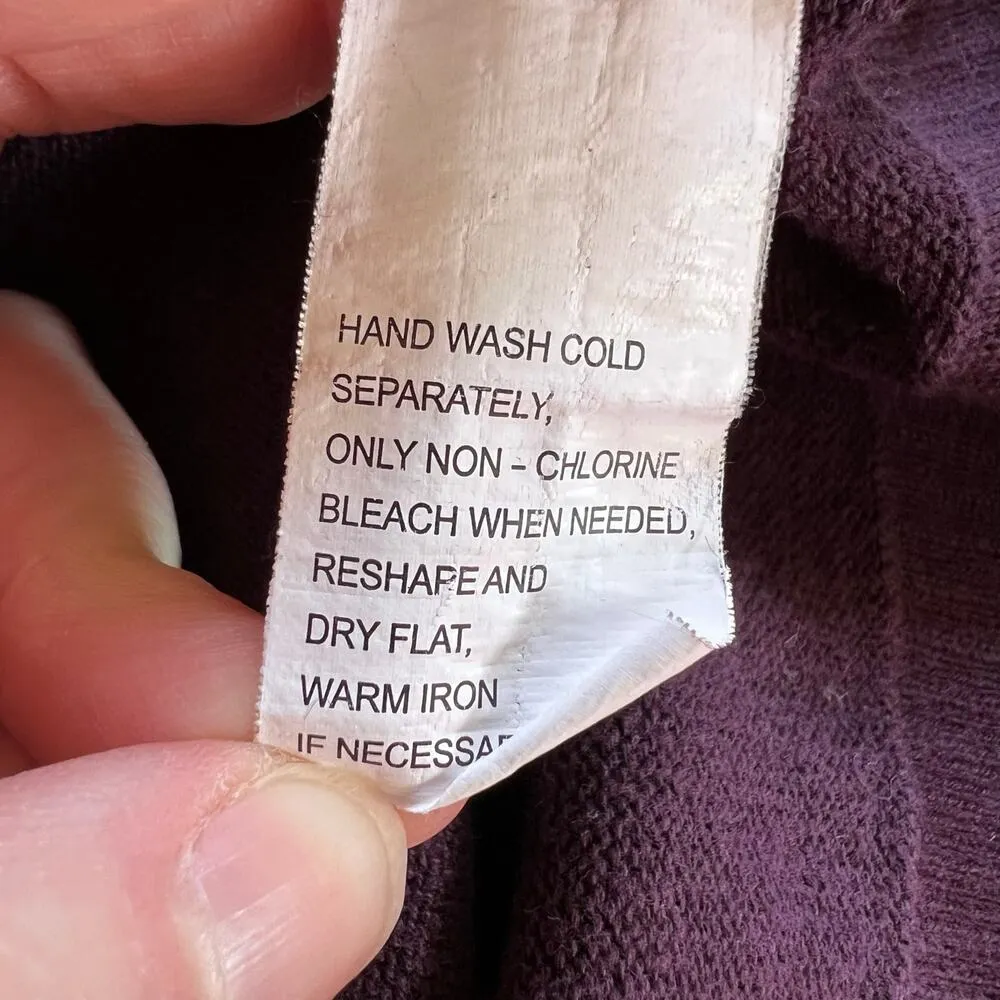 HAND WASH COLD
SEPARATELY,
ONLY NON - CHLORINE
BLEACH WHEN NEEDED,
RESHAPE AND
DRY FLAT,
WARM IRON
IF